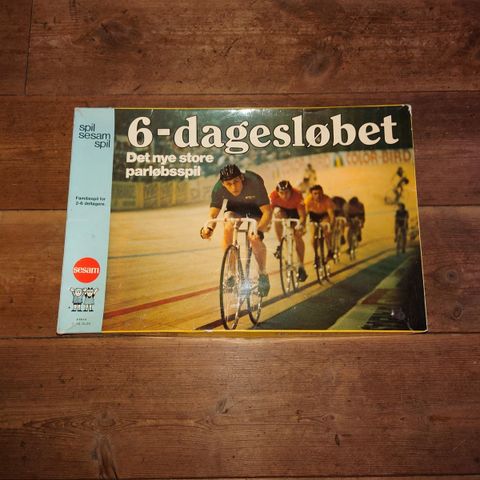 spil
sesam
spil
6-dagesløbet
Det nye store
parløbsspil
COLOR-BIRD
Familiespil for
2-6 deltagere.
sesam